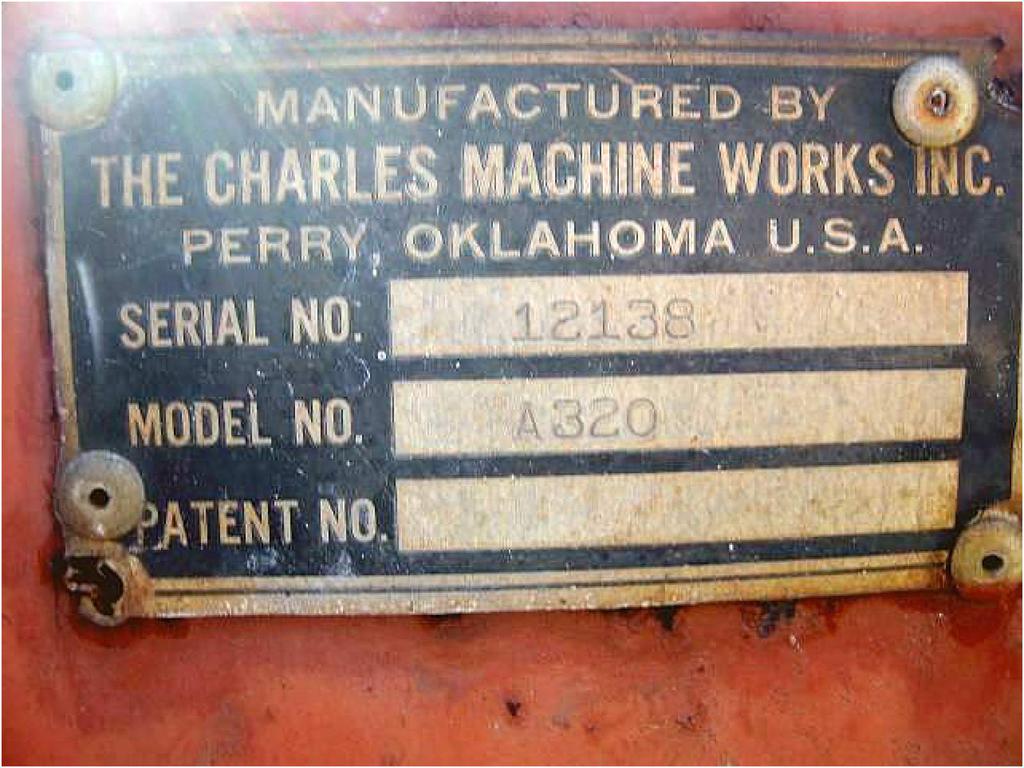 MANUFACTURED BY
THE CHARLES MACHINE WORKS INC.
PERRY, OKLAHOMA U.S.A.
SERIAL NO. 12138
MODEL NO. A320
PATENT NO.